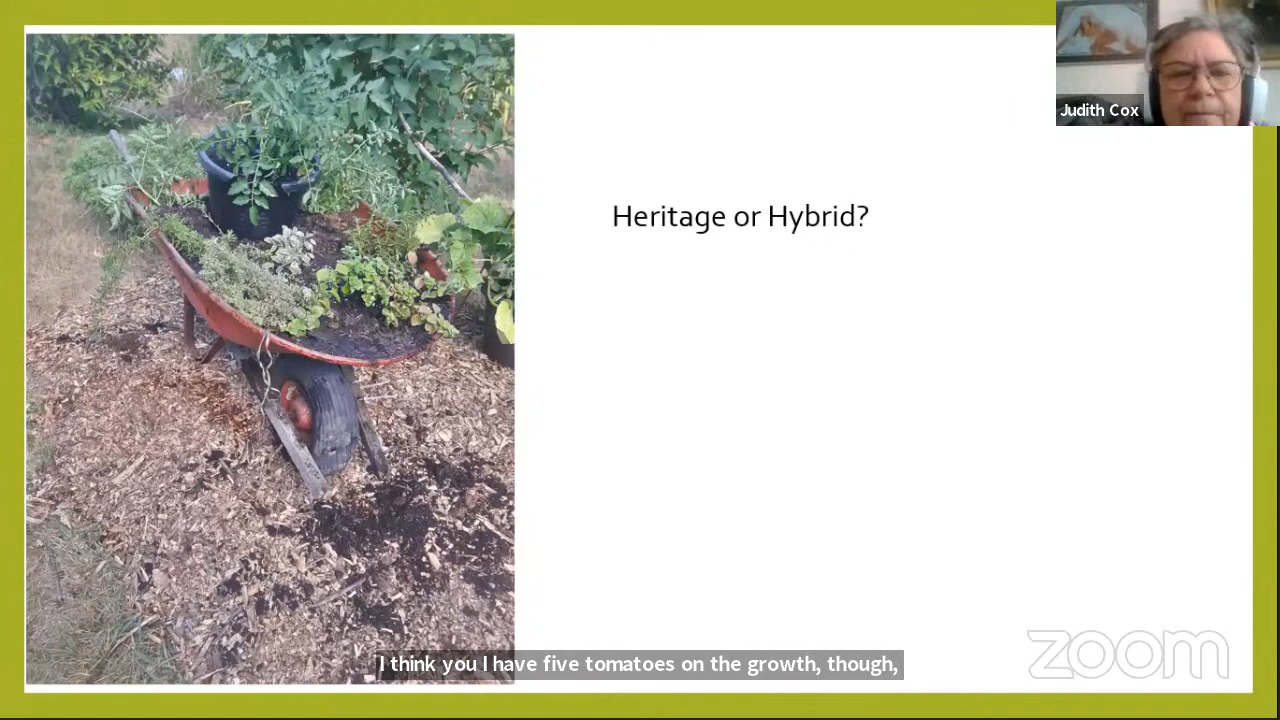 Judith Cox
Heritage or Hybrid?
I think you I have five tomatoes on the growth, though,
zoom